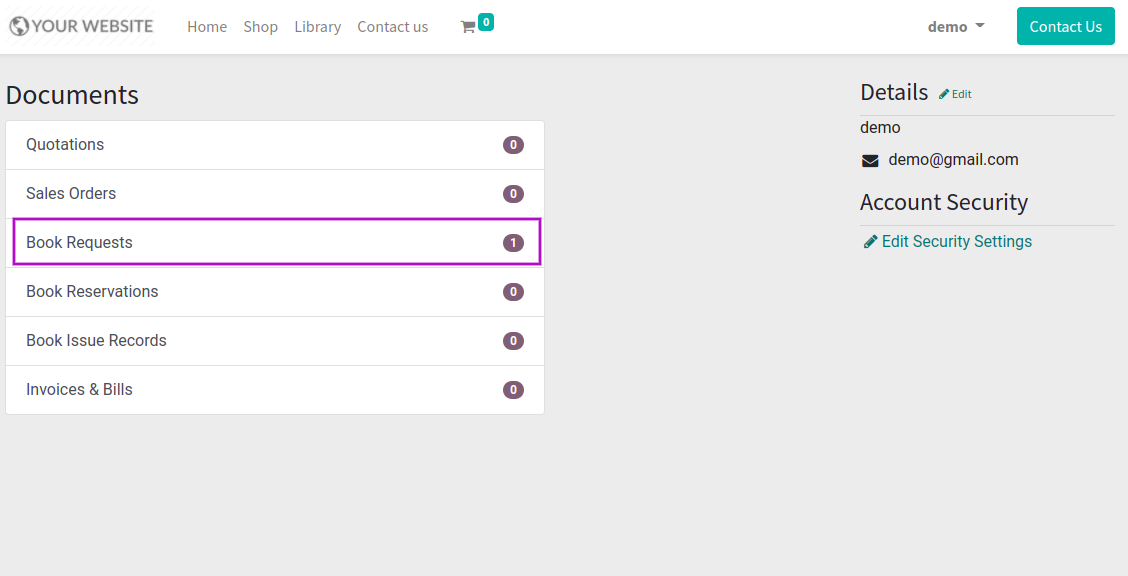 YOUR WEBSITE Home Shop Library Contact us 0 demo Contact Us
Documents
Quotations 0
Sales Orders 0
Book Requests 1
Book Reservations 0
Book Issue Records 0
Invoices & Bills 0
Details Edit
demo
demo@gmail.com
Account Security
Edit Security Settings